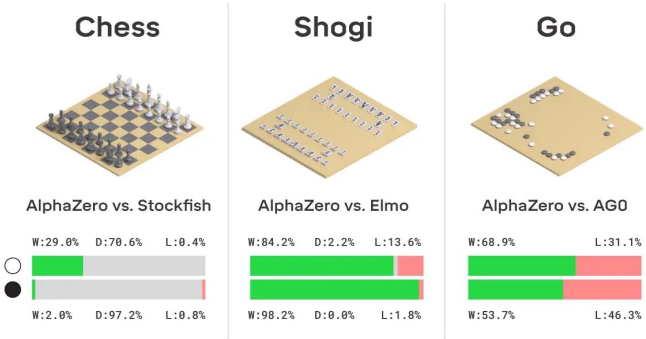 Chess
AlphaZero vs. Stockfish
W:29.0% D:70.6% L:0.4%
W:2.0% D:97.2% L:0.8%
Shogi
AlphaZero vs. Elmo
W:84.2% D:2.2% L:13.6%
W:98.2% D:0.0% L:1.8%
Go
AlphaZero vs. AG0
W:68.9% L:31.1%
W:53.7% L:46.3%